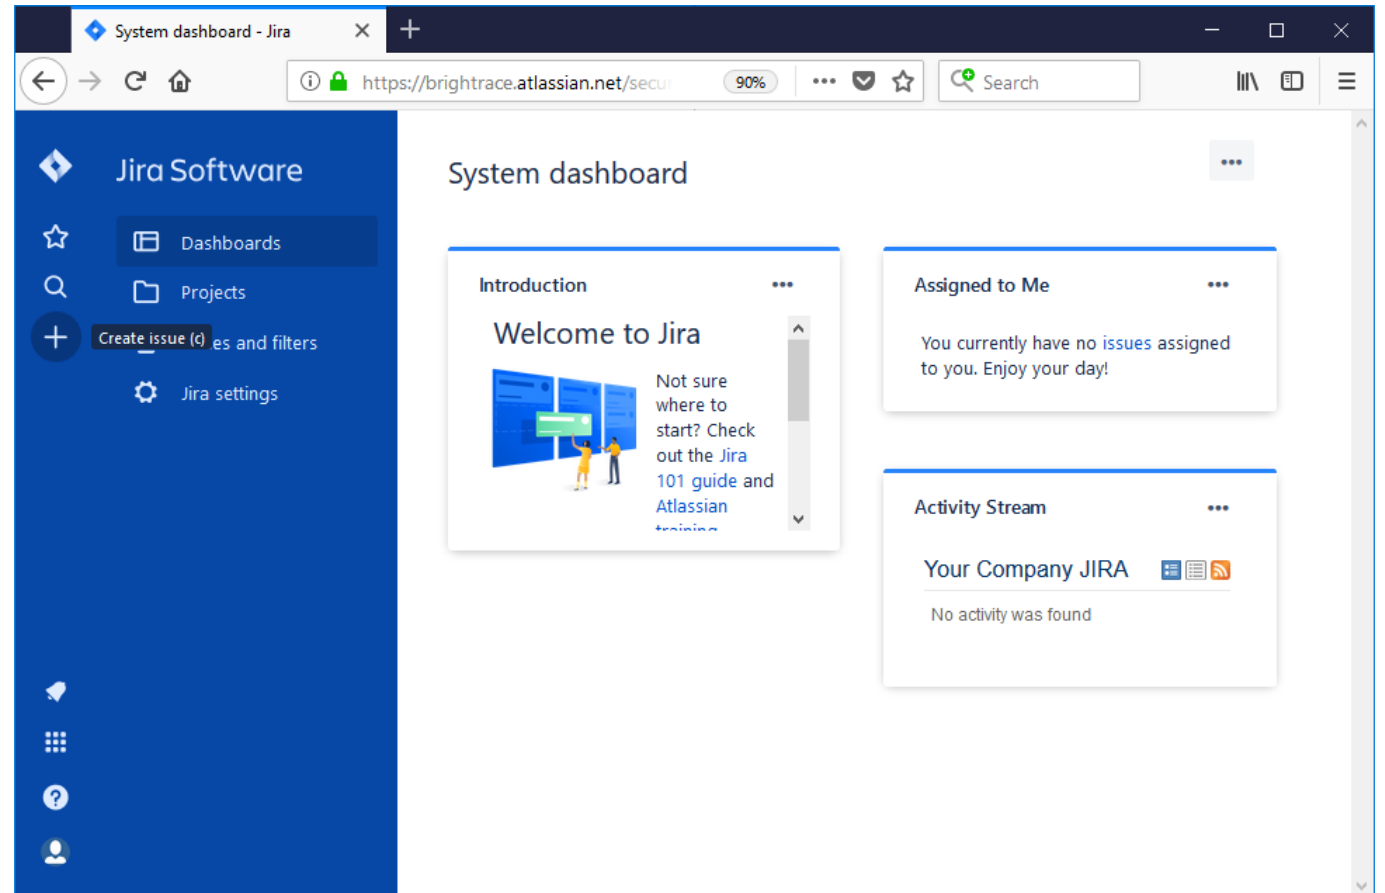 System dashboard - Jira
https://brightrace.atlassian.net/secu
90%
Search
Jira Software
Dashboards
Projects
Create issue (c)
es and filters
Jira settings
System dashboard
Introduction
Welcome to Jira
Not sure
where to
start? Check
out the Jira
101 guide and
Atlassian
training
Assigned to Me
You currently have no issues assigned
to you. Enjoy your day!
Activity Stream
Your Company JIRA
No activity was found